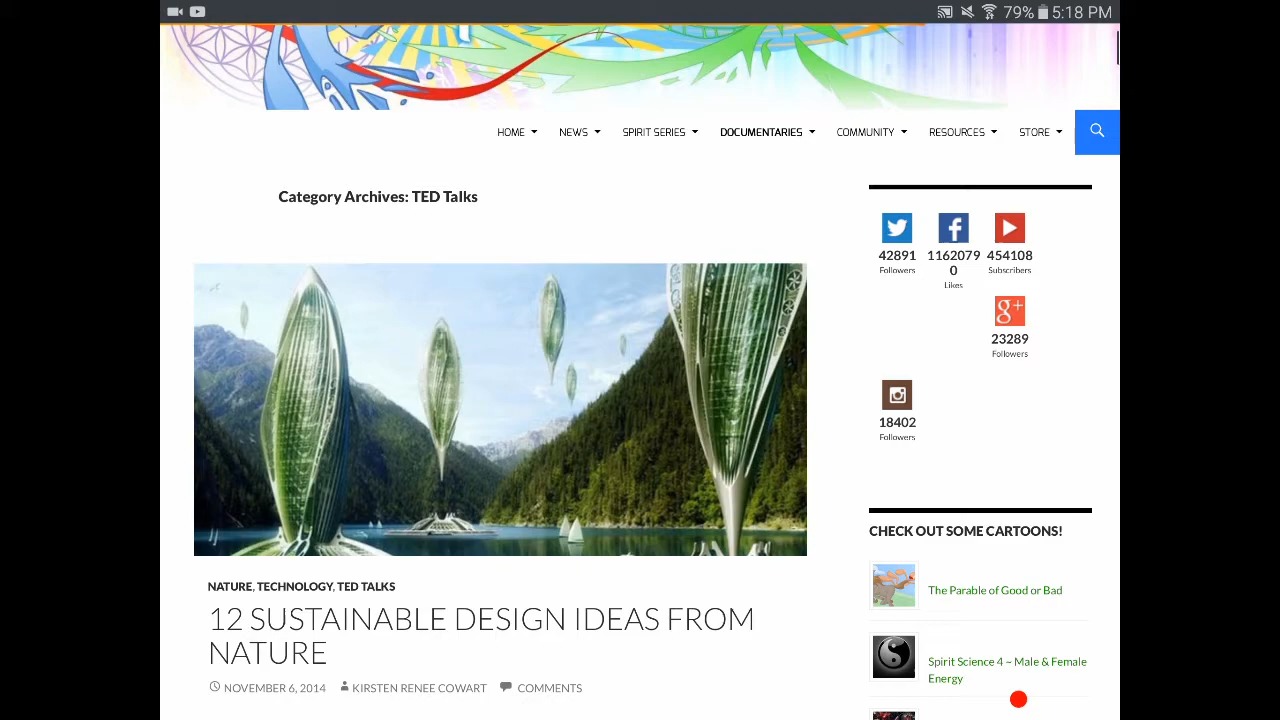 79% 5:18 PM
HOME NEWS SPIRIT SERIES DOCUMENTARIES COMMUNITY RESOURCES STORE
Category Archives: TED Talks
42891
Followers
1162079
0
Likes
454108
Subscribers
g+
23289
Followers
18402
Followers
NATURE, TECHNOLOGY, TED TALKS
12 SUSTAINABLE DESIGN IDEAS FROM
NATURE
NOVEMBER 6, 2014 KIRSTEN RENEE COWART COMMENTS
CHECK OUT SOME CARTOONS!
The Parable of Good or Bad
Spirit Science 4 ~ Male & Female
Energy